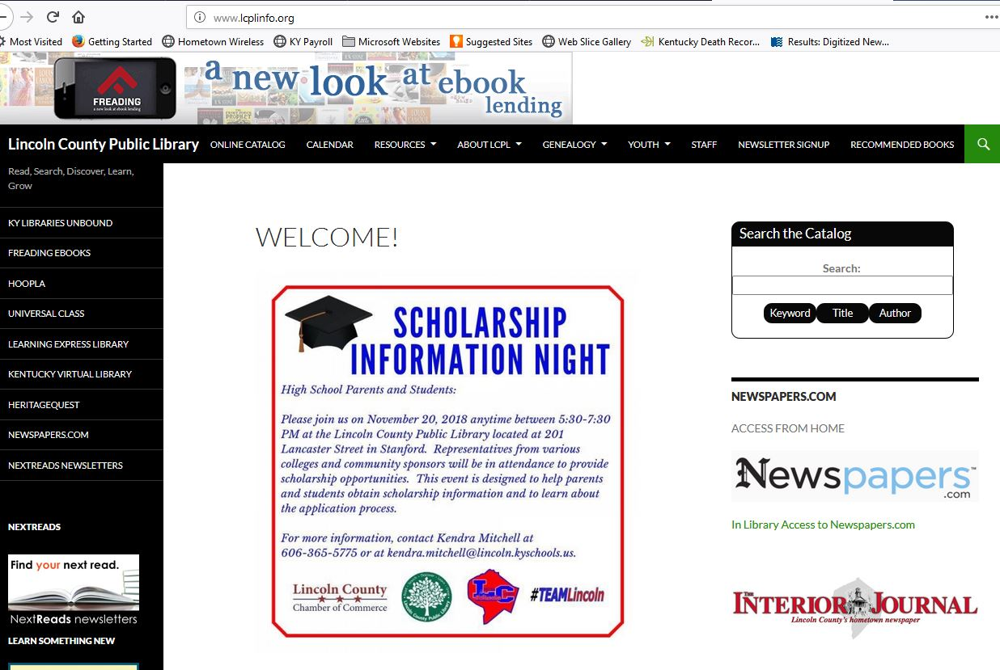 www.lcplinfo.org
Most Visited Getting Started Hometown Wireless KY Payroll Microsoft Websites Suggested Sites Web Slice Gallery Kentucky Death Recor... Results: Digitized New...
FREADING
a new look at ebook lending
a new look at ebook
lending
Lincoln County Public Library ONLINE CATALOG CALENDAR RESOURCES ABOUT LCPL GENEALOGY YOUTH STAFF NEWSLETTER SIGNUP RECOMMENDED BOOKS
Read, Search, Discover, Learn,
Grow
KY LIBRARIES UNBOUND
FREADING EBOOKS
HOOPLA
UNIVERSAL CLASS
LEARNING EXPRESS LIBRARY
KENTUCKY VIRTUAL LIBRARY
HERITAGEQUEST
NEWSPAPERS.COM
NEXTREADS NEWSLETTERS
NEXTREADS
Find your next read.
NextReads newsletters
LEARN SOMETHING NEW
WELCOME!
SCHOLARSHIP
INFORMATION NIGHT
High School Parents and Students:
Please join us on November 20, 2018 anytime between 5:30-7:30
PM at the Lincoln County Public Library located at 201
Lancaster Street in Stanford. Representatives from various
colleges and community sponsors will be in attendance to provide
scholarship opportunities. This event is designed to help parents
and students obtain scholarship information and to learn about
the application process.
For more information, contact Kendra Mitchell at
606-365-5775 or at kendra.mitchell@lincoln.kyschools.us.
Lincoln County
Chamber of Commerce
Lincoln County Public Library
LC
#TEAMLincoln
Search the Catalog
Search:
Keyword Title Author
NEWSPAPERS.COM
ACCESS FROM HOME
Newspapers™
.com
In Library Access to Newspapers.com
THE INTERIOR JOURNAL
Lincoln County's hometown newspaper